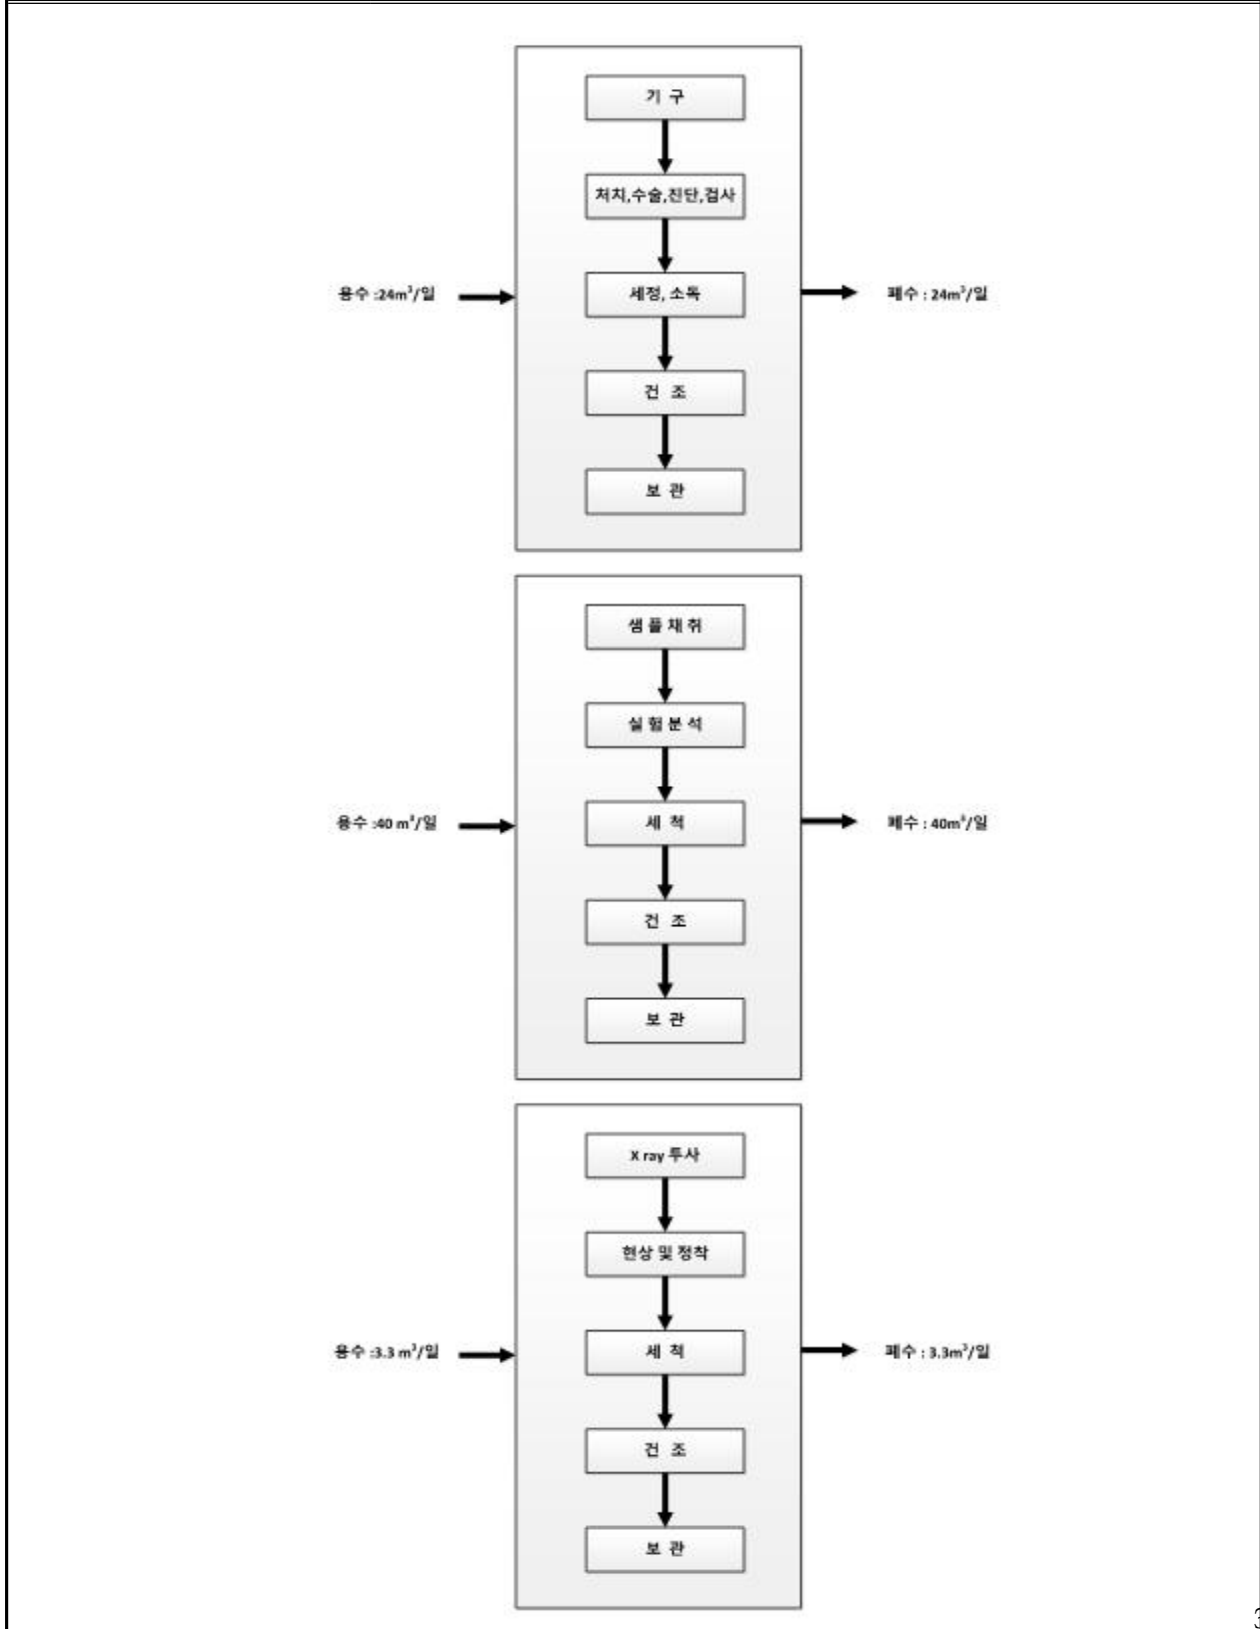 기 구
처치,수술,진단,검사
용수 :24m³/일
세정, 소독
폐수 : 24m³/일
건 조
보 관
샘 플 채 취
실 험 분 석
용수 :40 m³/일
세 척
폐수 : 40m³/일
건 조
보 관
X ray 투사
현상 및 정착
용수 :3.3 m³/일
세 척
폐수 : 3.3m³/일
건 조
보 관